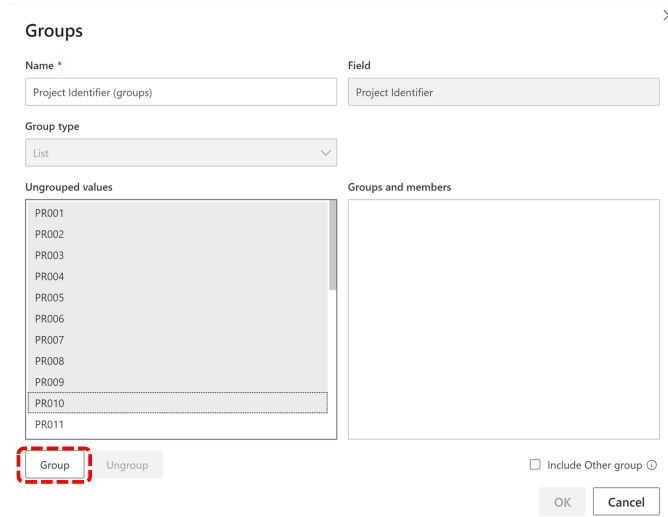 Groups
Name *
Field
Project Identifier (groups)
Project Identifier
Group type
List
Ungrouped values
Groups and members
PR001
PR002
PR003
PR004
PR005
PR006
PR007
PR008
PR009
PR010
PR011
Group
Ungroup
Include Other group
OK
Cancel